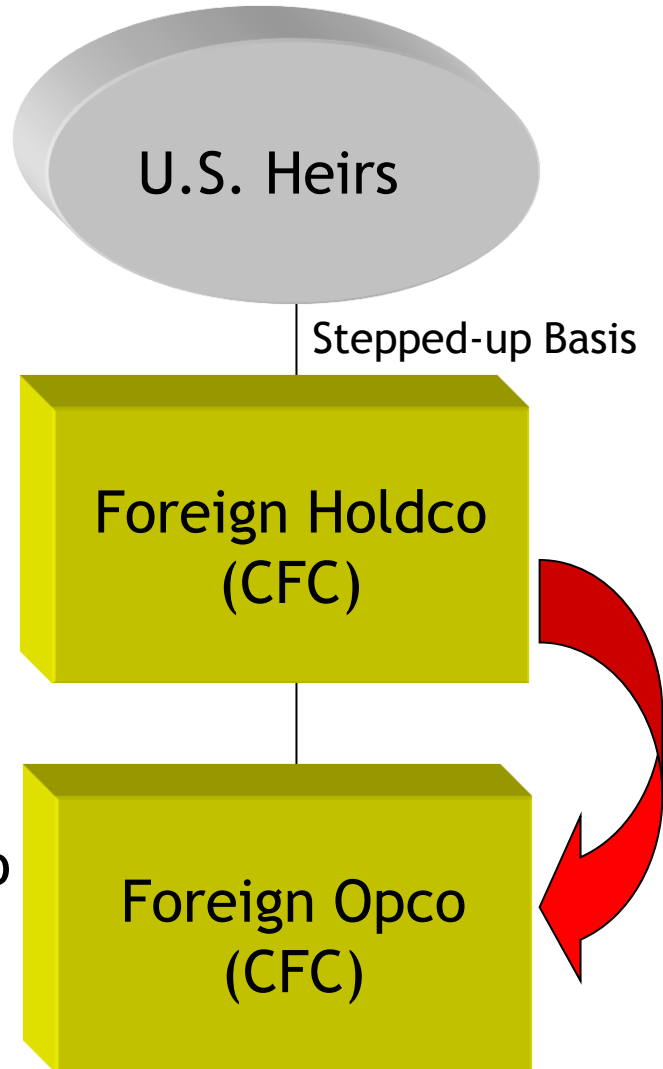 U.S. Heirs
Stepped-up Basis
Foreign Holdco
(CFC)
Foreign Opco
(CFC)